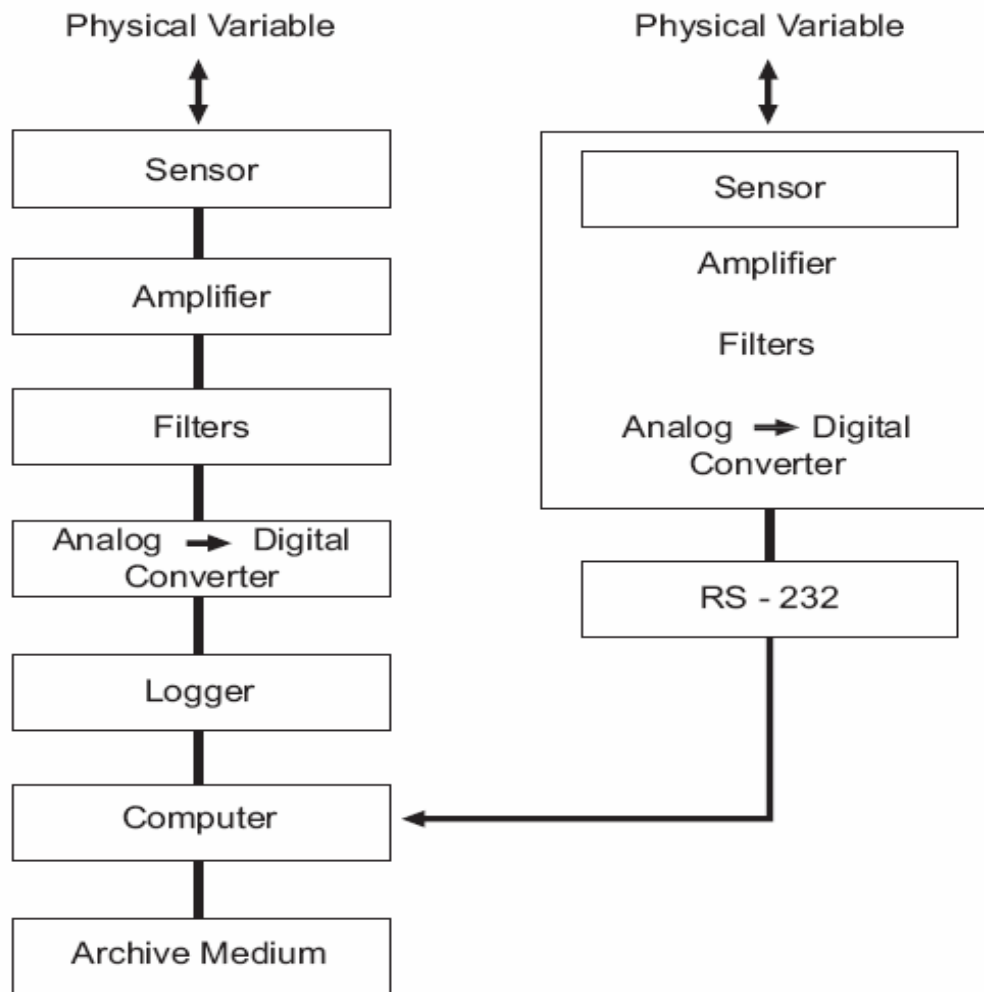 Physical Variable
Sensor
Amplifier
Filters
Analog → Digital
Converter
Logger
Computer
Archive Medium
Physical Variable
Sensor
Amplifier
Filters
Analog → Digital
Converter
RS - 232